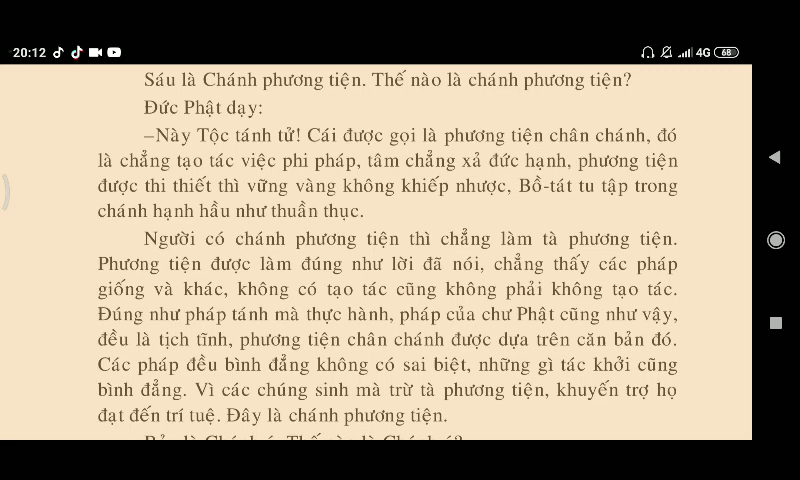 20:12
4G 68
Sáu là Chánh phương tiện. Thế nào là chánh phương tiện?
Đức Phật dạy:
–Này Tộc tánh tử! Cái được gọi là phương tiện chân chánh, đó
là chẳng tạo tác việc phi pháp, tâm chẳng xả đức hạnh, phương tiện
được thi thiết thì vững vàng không khiếp nhược, Bồ-tát tu tập trong
chánh hạnh hầu như thuần thục.
Người có chánh phương tiện thì chẳng làm tà phương tiện.
Phương tiện được làm đúng như lời đã nói, chẳng thấy các pháp
giống và khác, không có tạo tác cũng không phải không tạo tác.
Đúng như pháp tánh mà thực hành, pháp của chư Phật cũng như vậy,
đều là tịch tĩnh, phương tiện chân chánh được dựa trên căn bản đó.
Các pháp đều bình đẳng không có sai biệt, những gì tác khởi cũng
bình đẳng. Vì các chúng sinh mà trừ tà phương tiện, khuyến trợ họ
đạt đến trí tuệ. Đây là chánh phương tiện.